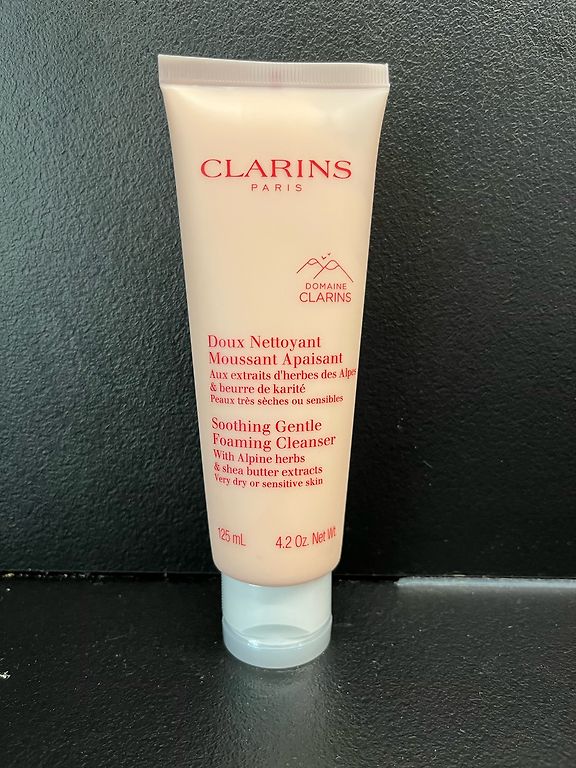 CLARINS
PARIS
DOMAINE
CLARINS
Doux Nettoyant
Moussant Apaisant
Aux extraits d'herbes des Alpes
& beurre de karité
Peaux très sèches ou sensibles
Soothing Gentle
Foaming Cleanser
With Alpine herbs
& shea butter extracts
Very dry or sensitive skin
125 mL 4.2 Oz. Net Wt.